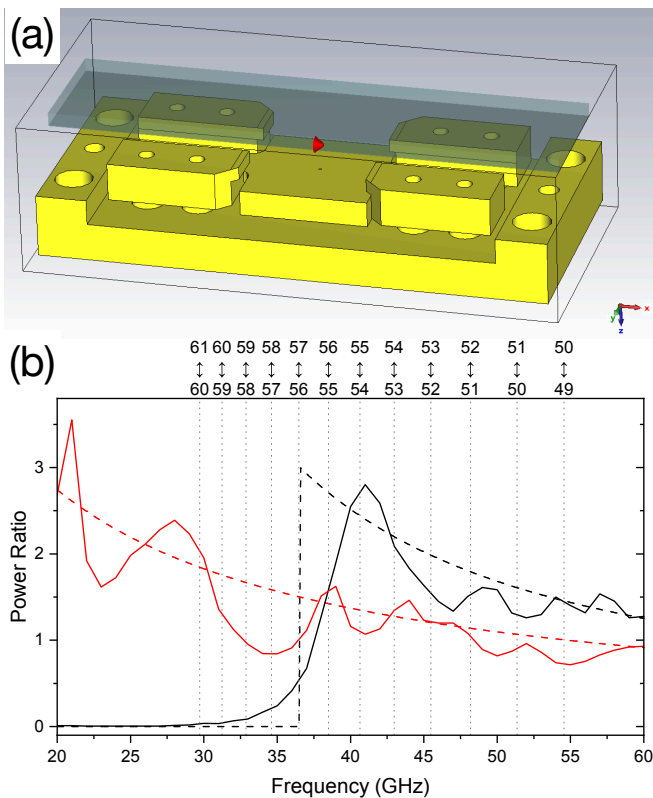 (a)
x
y
z
(b)
61 60 59 58 57 56 55 54 53 52 51 50
↕ ↕ ↕ ↕ ↕ ↕ ↕ ↕ ↕ ↕ ↕ ↕
60 59 58 57 56 55 54 53 52 51 50 49
3
2
1
0
Power Ratio
20 25 30 35 40 45 50 55 60
Frequency (GHz)